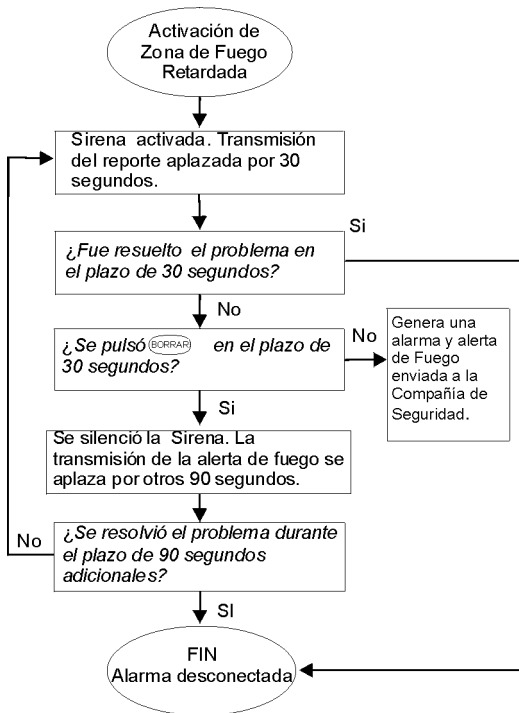 Activación de
Zona de Fuego
Retardada
Sirena activada. Transmisión
del reporte aplazada por 30
segundos.
Si
¿Fue resuelto el problema en
el plazo de 30 segundos?
No
¿Se pulsó BORRAR en el plazo de
30 segundos?
No
Genera una
alarma y alerta
de Fuego
enviada a la
Compañía de
Seguridad.
Si
Se silenció la Sirena. La
transmisión de la alerta de fuego se
aplaza por otros 90 segundos.
¿Se resolvió el problema durante
el plazo de 90 segundos
adicionales?
No
SI
FIN
Alarma desconectada